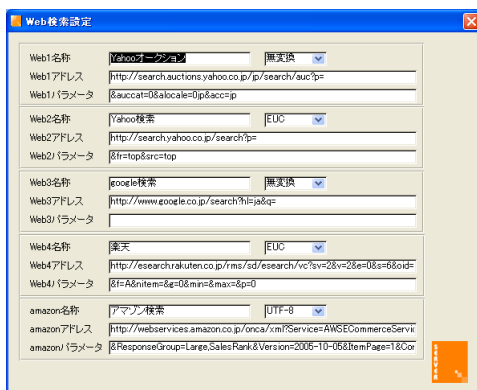 Web検索設定
Web1名称 Yahooオークション 無変換
Web1アドレス http://search.auctions.yahoo.co.jp/jp/search/auc?p=
Web1パラメータ &auccat=0&alocale=0jp&acc=jp
Web2名称 Yahoo検索 EUC
Web2アドレス http://search.yahoo.co.jp/search?p=
Web2パラメータ &fr=top&src=top
Web3名称 google検索 無変換
Web3アドレス http://www.google.co.jp/search?hl=ja&q=
Web3パラメータ
Web4名称 楽天 EUC
Web4アドレス http://esearch.rakuten.co.jp/rms/sd/esearch/vc?sv=2&v=2&e=0&s=6&oid=
Web4パラメータ &f=A&nitem=&g=0&min=&max=&p=0
amazon名称 アマゾン検索 UTF-8
amazonアドレス http://webservices.amazon.co.jp/onca/xml?Service=AWSECommerceServic
amazonパラメータ &ResponseGroup=Large,SalesRank&Version=2005-10-05&ItemPage=1&Cor
SERVER